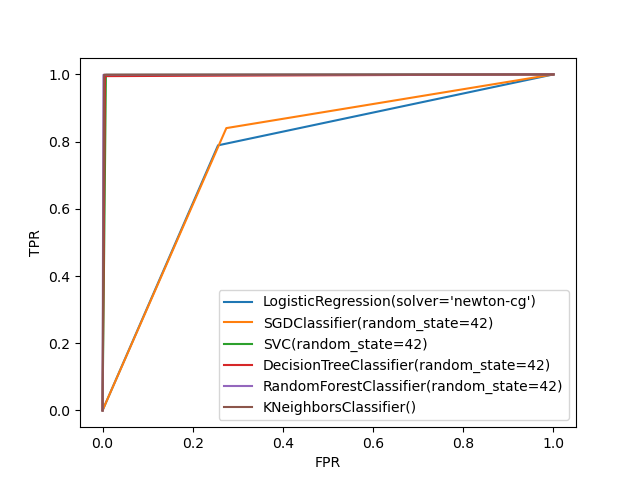 1.0
0.8
0.6
0.4
0.2
0.0
TPR
LogisticRegression(solver='newton-cg')
SGDClassifier(random_state=42)
SVC(random_state=42)
DecisionTreeClassifier(random_state=42)
RandomForestClassifier(random_state=42)
KNeighborsClassifier()
0.0 0.2 0.4 0.6 0.8 1.0
FPR